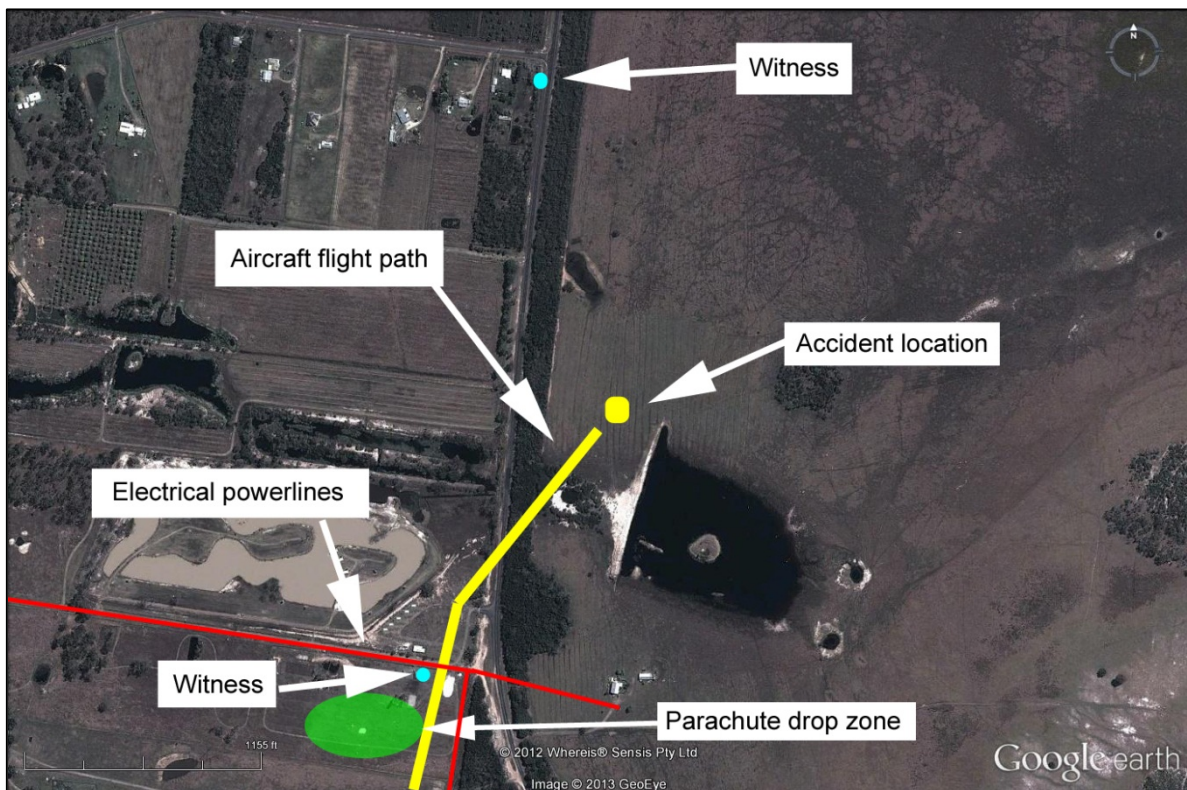 N
Witness
Aircraft flight path
Accident location
Electrical powerlines
Witness
Parachute drop zone
1155 ft
© 2012 Whereis® Sensis Pty Ltd
Image © 2013 GeoEye
Google earth